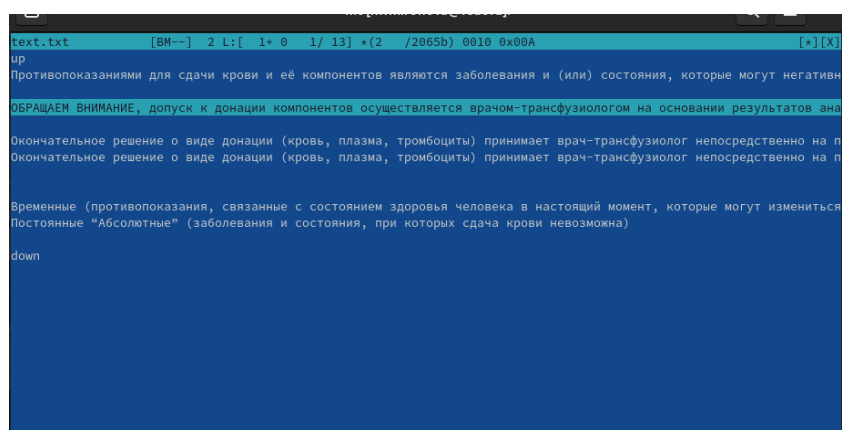 text.txt [BM--] 2 L:[ 1+ 0 1/ 13] *(2 /2065b) 0010 0x00A [*][X]
up
Противопоказаниями для сдачи крови и её компонентов являются заболевания и (или) состояния, которые могут негативн
ОБРАЩАЕМ ВНИМАНИЕ, допуск к донации компонентов осуществляется врачом-трансфузиологом на основании результатов ана
Окончательное решение о виде донации (кровь, плазма, тромбоциты) принимает врач-трансфузиолог непосредственно на п
Окончательное решение о виде донации (кровь, плазма, тромбоциты) принимает врач-трансфузиолог непосредственно на п
Временные (противопоказания, связанные с состоянием здоровья человека в настоящий момент, которые могут измениться
Постоянные “Абсолютные” (заболевания и состояния, при которых сдача крови невозможна)
down